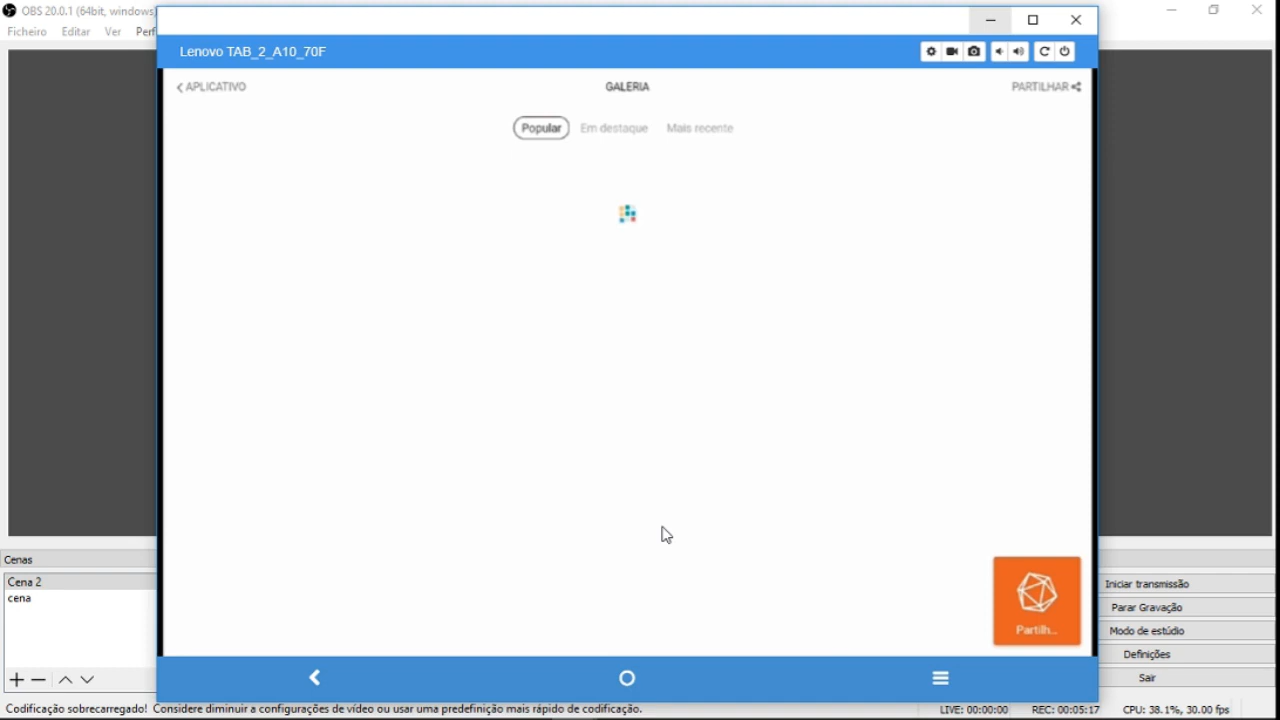 OBS 20.0.1 (64bit, windows)
Ficheiro Editar Ver Perf
Lenovo TAB_2_A10_70F
APLICATIVO GALERIA PARTILHAR
Popular Em destaque Mais recente
Partilh...
Cenas
Cena 2
cena
Iniciar transmissão
Parar Gravação
Modo de estúdio
Definições
Sair
Codificação sobrecarregado! Considere diminuir a configurações de vídeo ou usar uma predefinição mais rápido de codificação. LIVE: 00:00:00 REC: 00:05:17 CPU: 38.1%, 30.00 fps